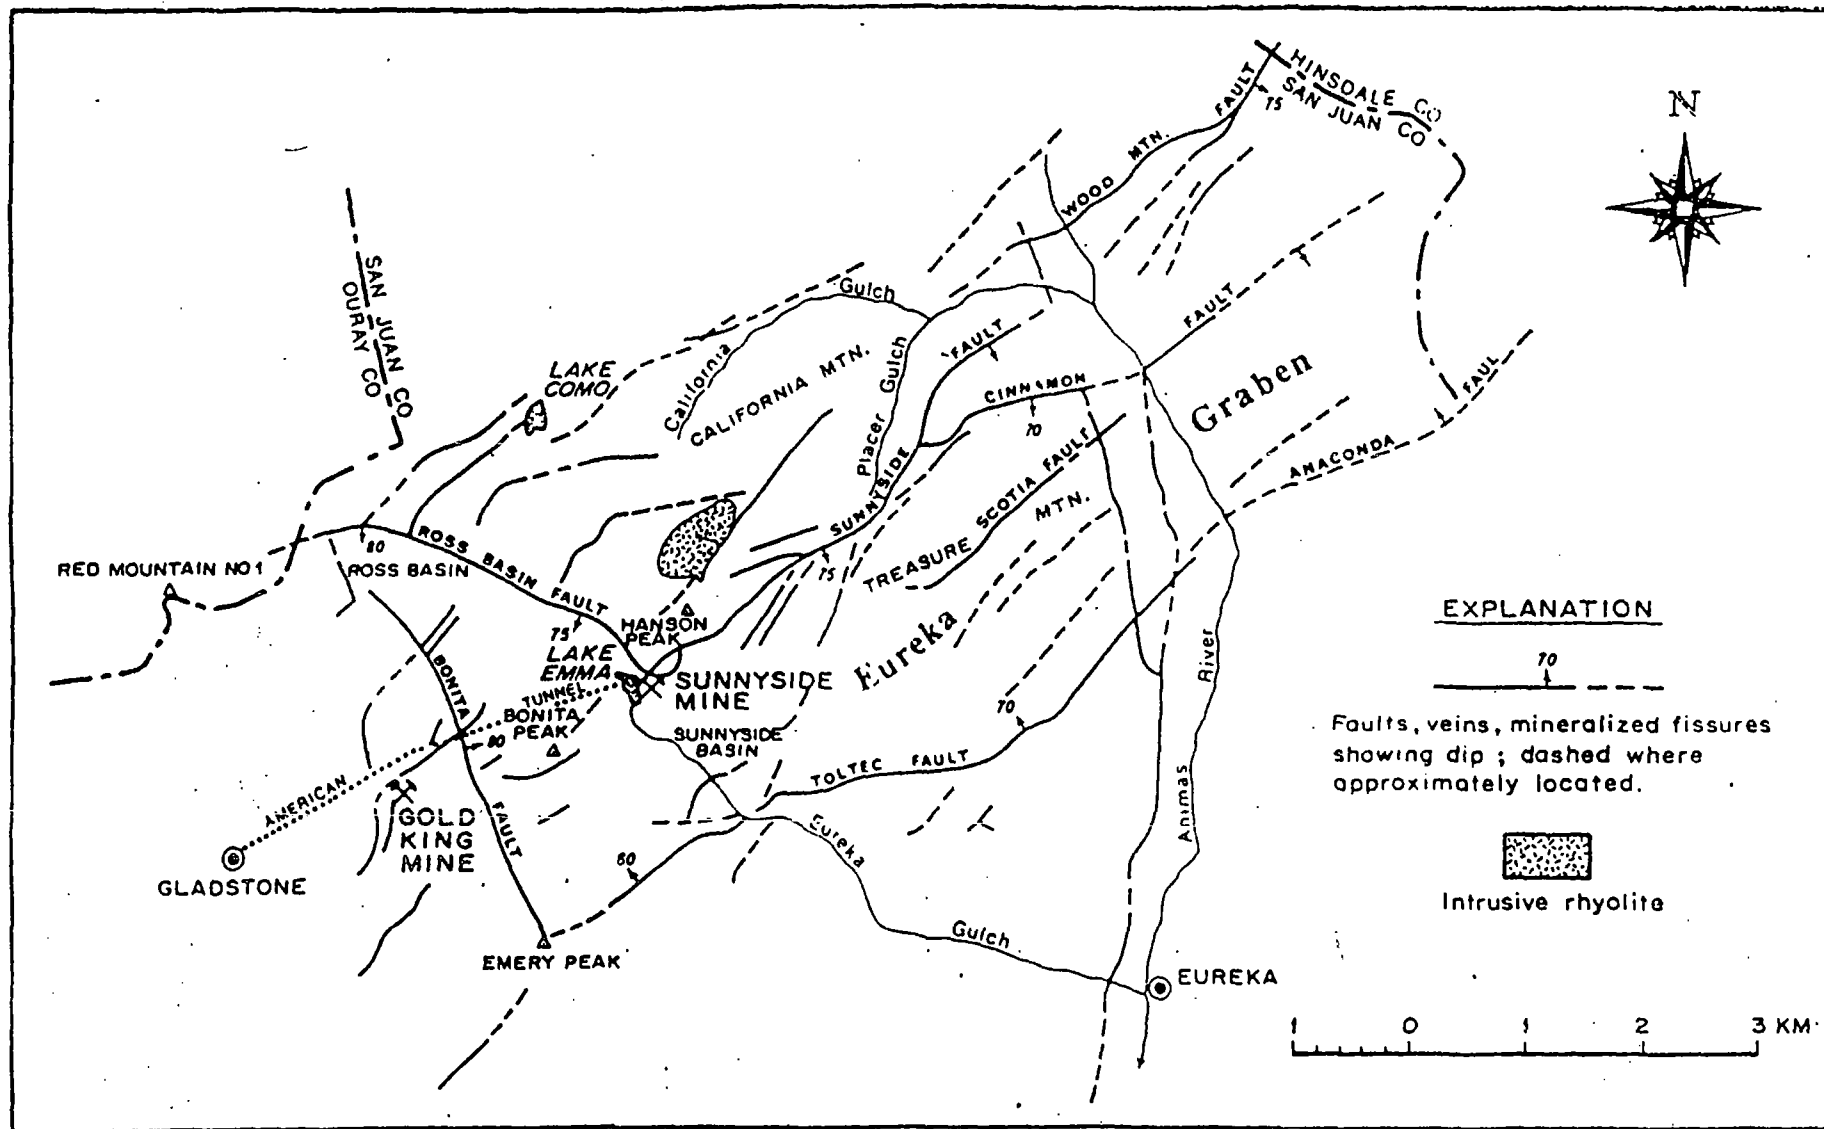 HINSDALE CO
SAN JUAN CO
N
75
WOOD MTN. FAULT
SAN JUAN CO
OURAY CO
California Gulch
Placer Gulch
CALIFORNIA MTN.
LAKE
COMO
SUNNYSIDE FAULT
75
CINNAMON FAULT
70
Eureka Graben
ANACONDA FAUL
TREASURE MTN.
SCOTIA FAULT
RED MOUNTAIN NO 1
80
ROSS BASIN
ROSS BASIN FAULT
75
HANSON
PEAK
LAKE
EMMA
SUNNYSIDE
MINE
AMERICAN TUNNEL
BONITA
PEAK
BONITA FAULT
80
SUNNYSIDE
BASIN
TOLTEC FAULT
70
60
GOLD
KING
MINE
GLADSTONE
EMERY PEAK
Eureka Gulch
Animas River
EUREKA
EXPLANATION
70
Faults, veins, mineralized fissures
showing dip ; dashed where
approximately located.
Intrusive rhyolite
1 0 1 2 3 KM